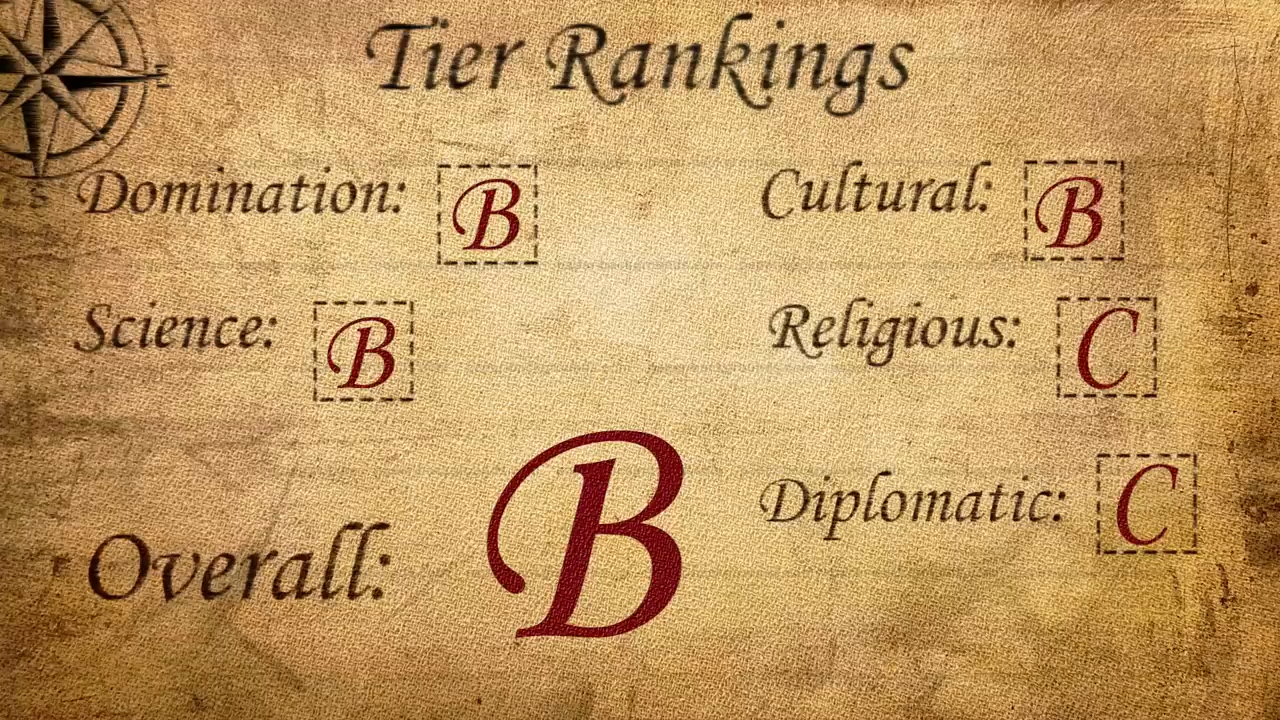 Tier Rankings
Domination: B
Cultural: B
Science: B
Religious: C
Diplomatic: C
Overall: B